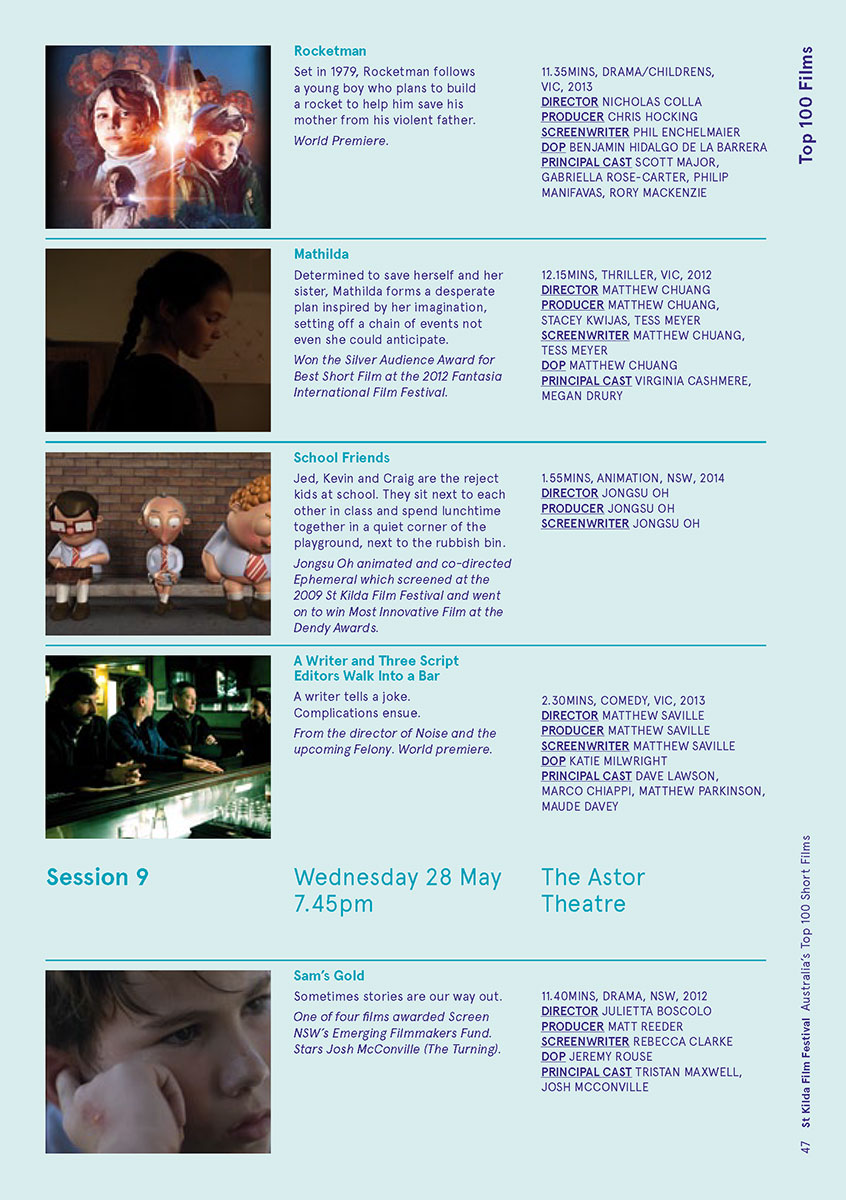 Rocketman
Set in 1979, Rocketman follows
a young boy who plans to build
a rocket to help him save his
mother from his violent father.
World Premiere.
11.35MINS, DRAMA/CHILDRENS,
VIC, 2013
DIRECTOR NICHOLAS COLLA
PRODUCER CHRIS HOCKING
SCREENWRITER PHIL ENCHELMAIER
DOP BENJAMIN HIDALGO DE LA BARRERA
PRINCIPAL CAST SCOTT MAJOR,
GABRIELLA ROSE-CARTER, PHILIP
MANIFAVAS, RORY MACKENZIE
Top 100 Films
Mathilda
Determined to save herself and her
sister, Mathilda forms a desperate
plan inspired by her imagination,
setting off a chain of events not
even she could anticipate.
Won the Silver Audience Award for
Best Short Film at the 2012 Fantasia
International Film Festival.
12.15MINS, THRILLER, VIC, 2012
DIRECTOR MATTHEW CHUANG
PRODUCER MATTHEW CHUANG,
STACEY KWIJAS, TESS MEYER
SCREENWRITER MATTHEW CHUANG,
TESS MEYER
DOP MATTHEW CHUANG
PRINCIPAL CAST VIRGINIA CASHMERE,
MEGAN DRURY
School Friends
Jed, Kevin and Craig are the reject
kids at school. They sit next to each
other in class and spend lunchtime
together in a quiet corner of the
playground, next to the rubbish bin.
Jongsu Oh animated and co-directed
Ephemeral which screened at the
2009 St Kilda Film Festival and went
on to win Most Innovative Film at the
Dendy Awards.
1.55MINS, ANIMATION, NSW, 2014
DIRECTOR JONGSU OH
PRODUCER JONGSU OH
SCREENWRITER JONGSU OH
A Writer and Three Script
Editors Walk Into a Bar
A writer tells a joke.
Complications ensue.
From the director of Noise and the
upcoming Felony. World premiere.
2.30MINS, COMEDY, VIC, 2013
DIRECTOR MATTHEW SAVILLE
PRODUCER MATTHEW SAVILLE
SCREENWRITER MATTHEW SAVILLE
DOP KATIE MILWRIGHT
PRINCIPAL CAST DAVE LAWSON,
MARCO CHIAPPI, MATTHEW PARKINSON,
MAUDE DAVEY
Session 9
Wednesday 28 May
7.45pm
The Astor
Theatre
Sam's Gold
Sometimes stories are our way out.
One of four films awarded Screen
NSW's Emerging Filmmakers Fund.
Stars Josh McConville (The Turning).
11.40MINS, DRAMA, NSW, 2012
DIRECTOR JULIETTA BOSCOLO
PRODUCER MATT REEDER
SCREENWRITER REBECCA CLARKE
DOP JEREMY ROUSE
PRINCIPAL CAST TRISTAN MAXWELL,
JOSH MCCONVILLE
47 St Kilda Film Festival Australia's Top 100 Short Films